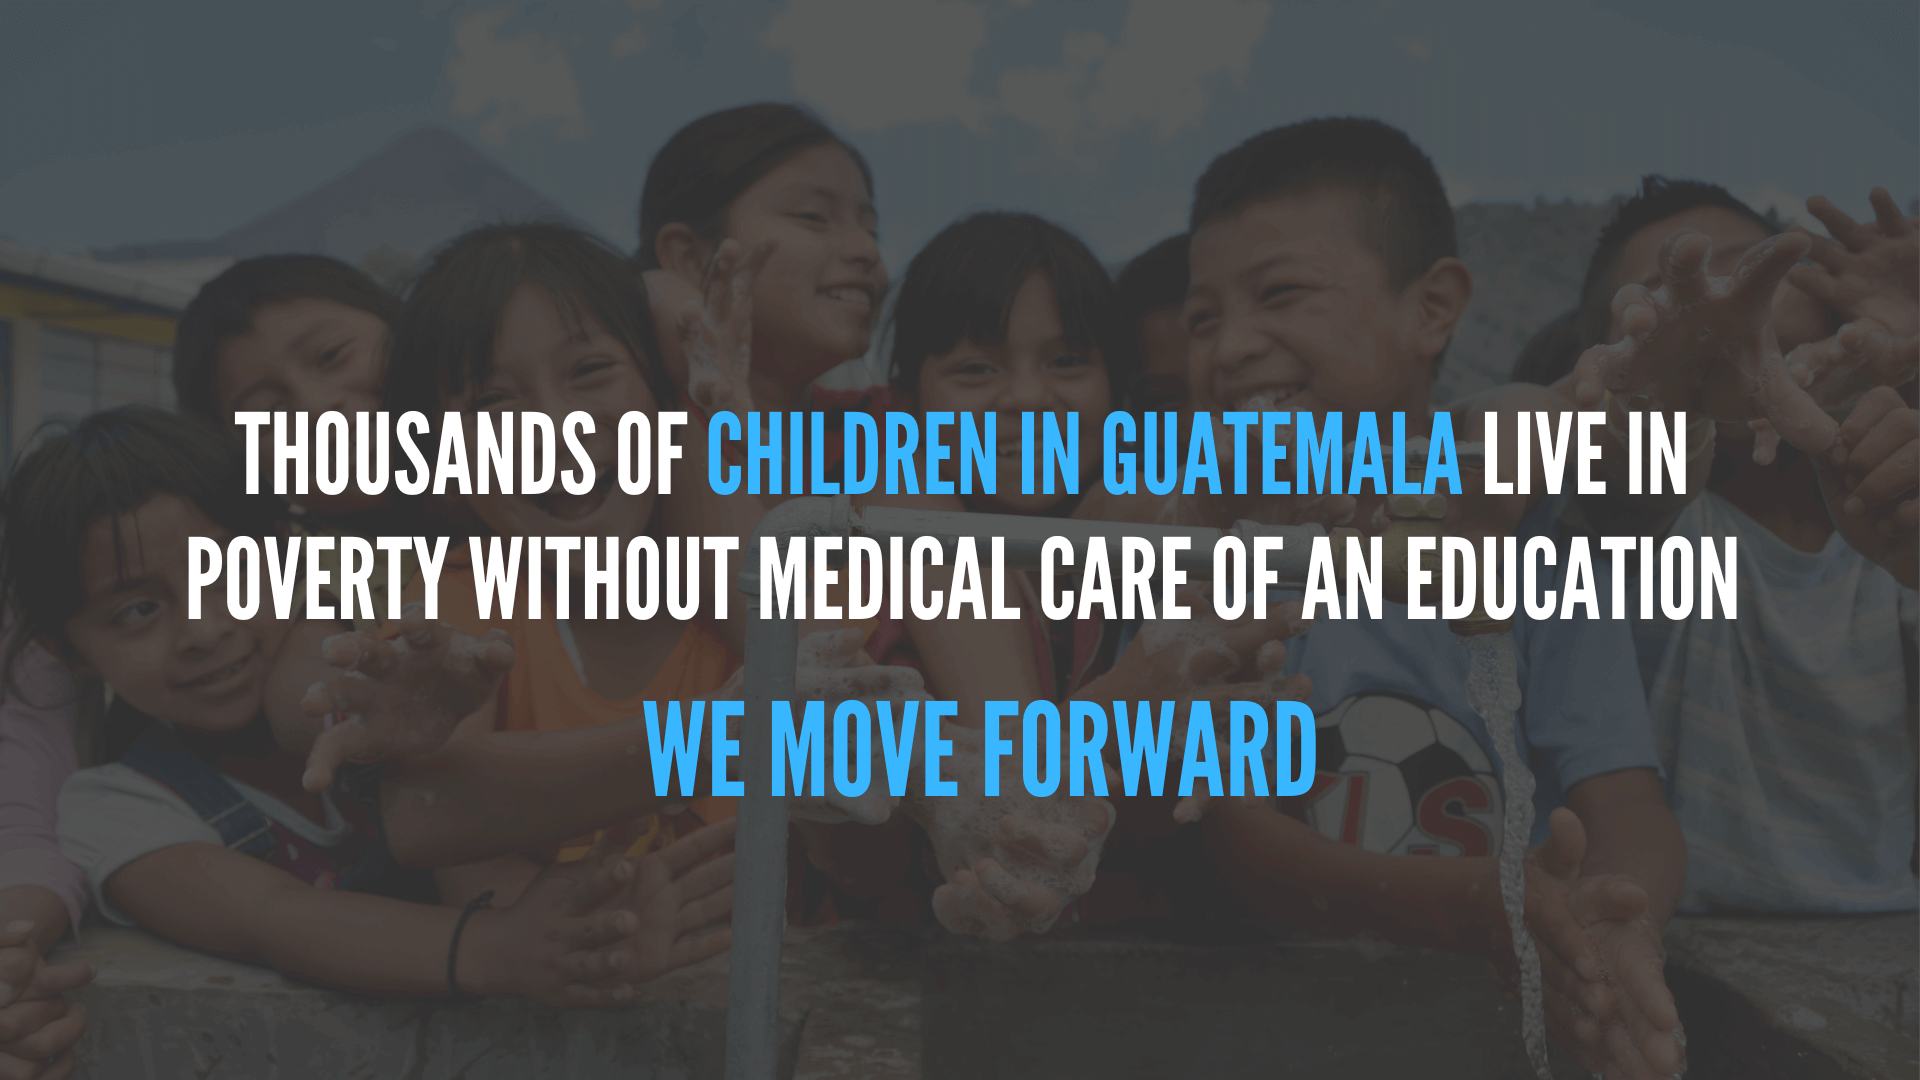 THOUSANDS OF CHILDREN IN GUATEMALA LIVE IN
POVERTY WITHOUT MEDICAL CARE OF AN EDUCATION
WE MOVE FORWARD